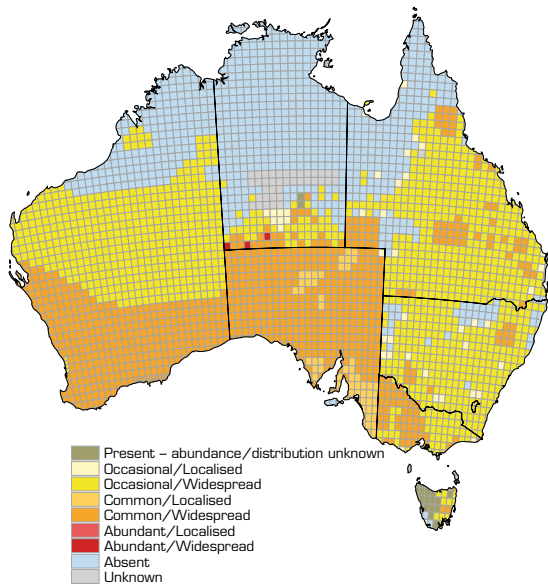 Present – abundance/distribution unknown
Occasional/Localised
Occasional/Widespread
Common/Localised
Common/Widespread
Abundant/Localised
Abundant/Widespread
Absent
Unknown